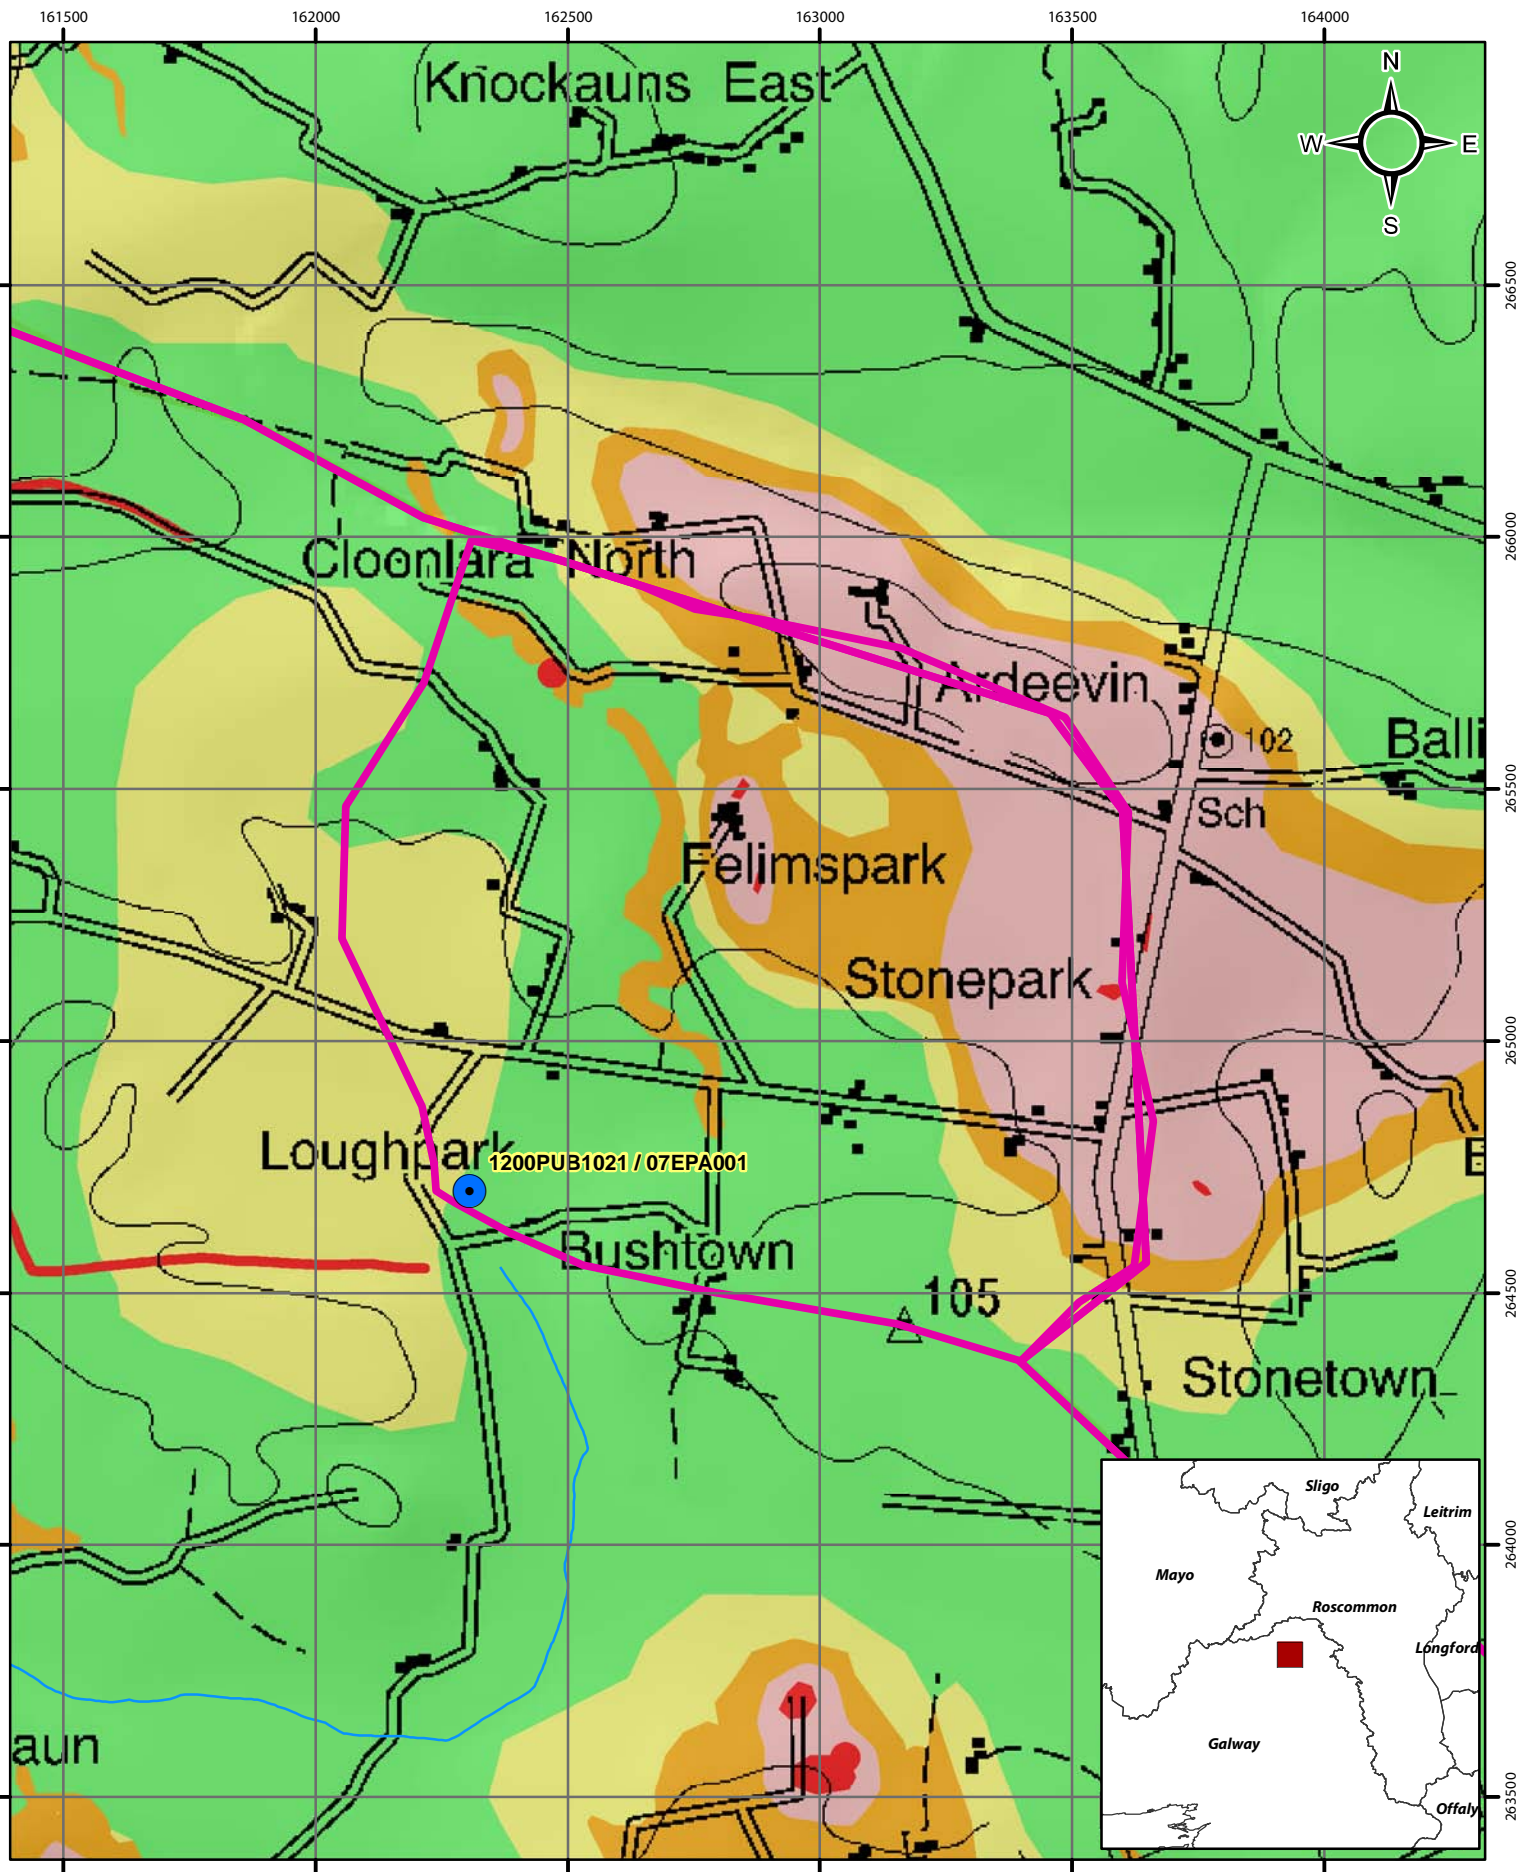 161500 162000 162500 163000 163500 164000
Knockauns East
N
W E
S
266500
266000
Cloonlara North
Ardeevin
102
Balli
265500
Sch
Felimspark
Stonepark
265000
Loughpark
1200PUB1021 / 07EPA001
Bushtown
105
264500
Stonetown
Sligo
Leitrim
264000
Mayo
Roscommon
Longford
Galway
aun
Offaly
263500